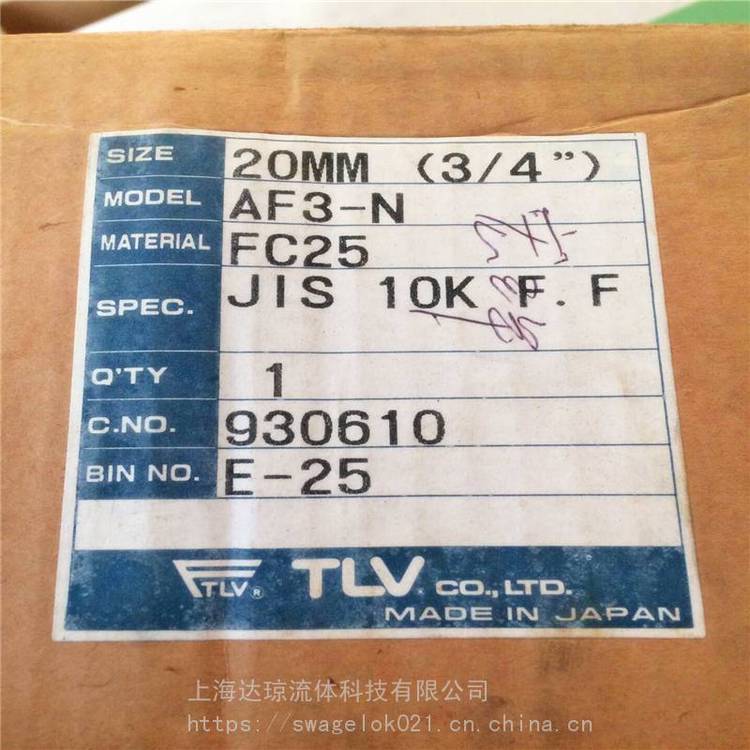 SIZE 20MM (3/4")
MODEL AF3-N
MATERIAL FC25
SPEC. JIS 10K F.F
Q'TY 1
C.NO. 930610
BIN NO. E-25
TLV® TLV. CO.,LTD.
MADE IN JAPAN
上海达琼流体科技有限公司
https://swagelok021.cn.china.cn